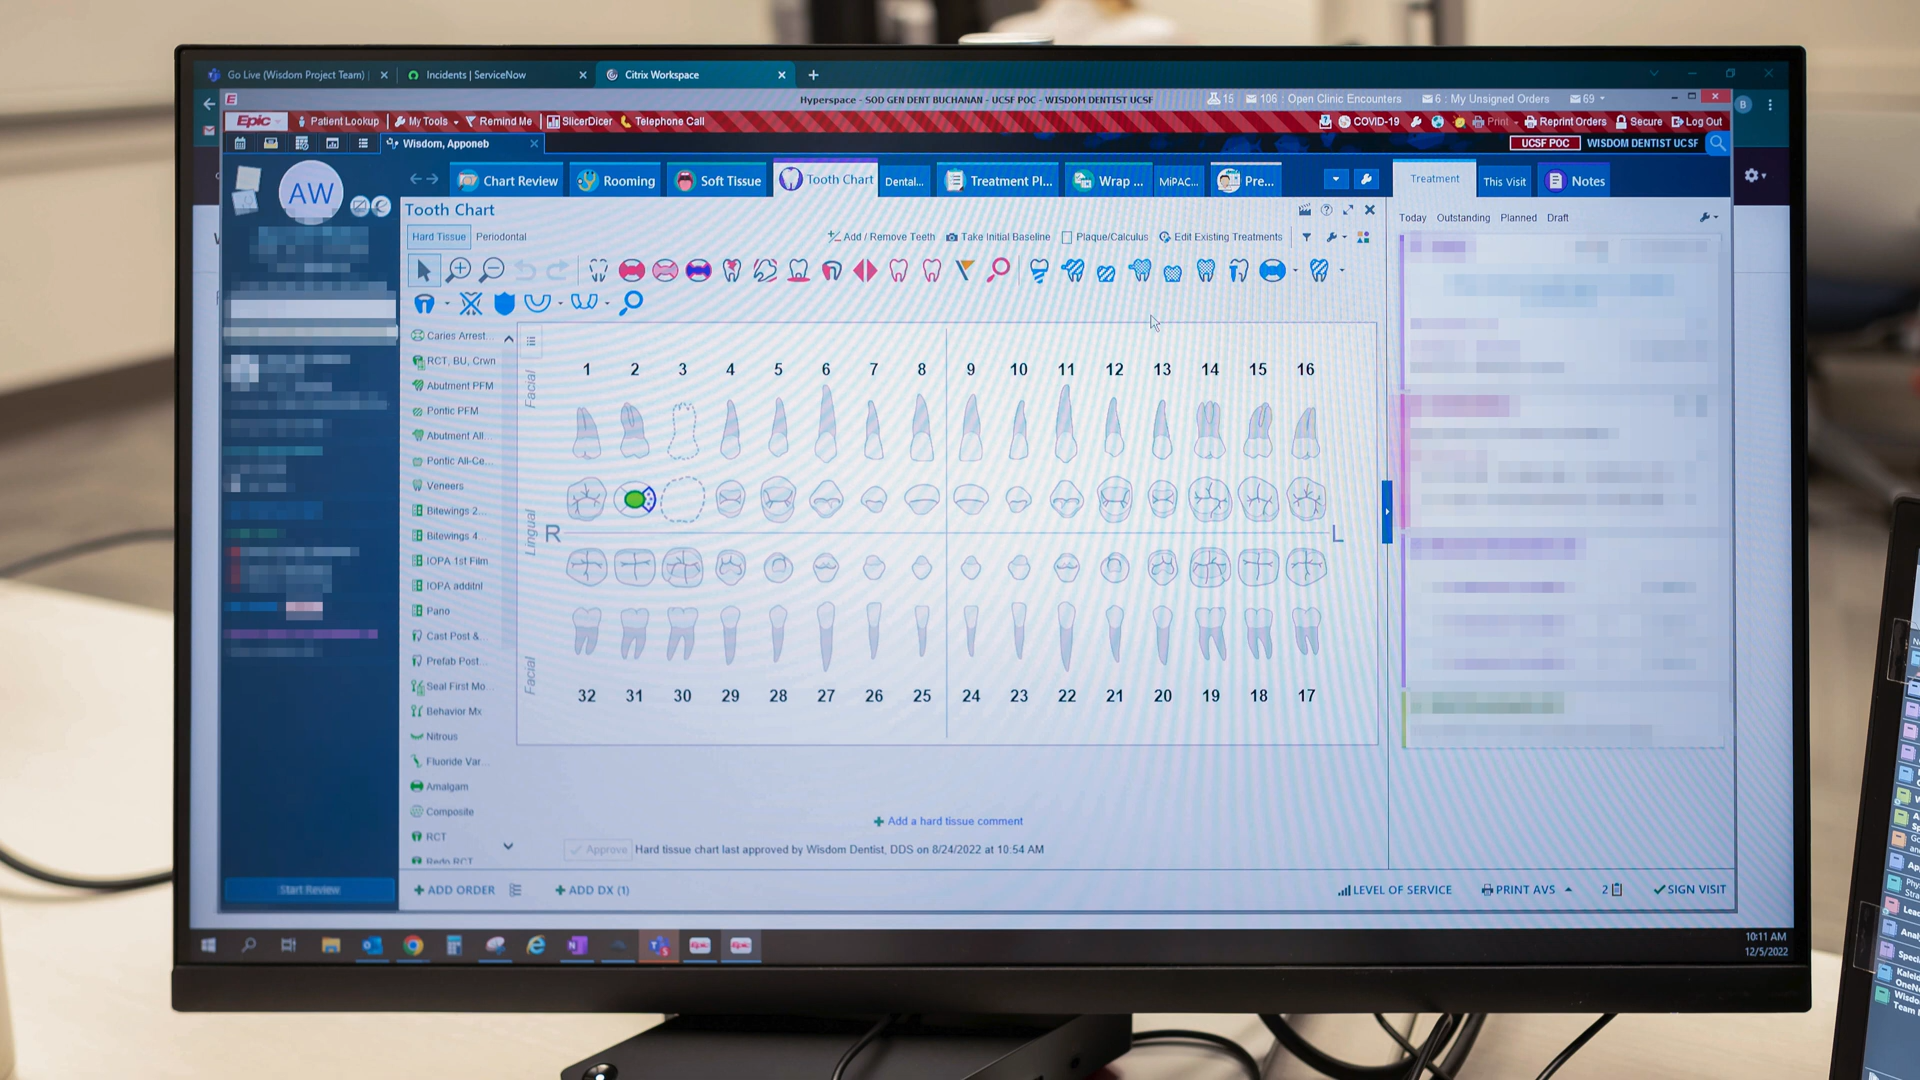 Go Live (Wisdom Project Team) |
Incidents | ServiceNow
Citrix Workspace
Hyperspace - SOD GEN DENT BUCHANAN - UCSF POC - WISDOM DENTIST UCSF
15
106 : Open Clinic Encounters
6 : My Unsigned Orders
69
B
Epic
Patient Lookup
My Tools
Remind Me
SlicerDicer
Telephone Call
COVID-19
Print
Reprint Orders
Secure
Log Out
Wisdom, Apponeb
UCSF POC
WISDOM DENTIST UCSF
AW
Chart Review
Rooming
Soft Tissue
Tooth Chart
Dental...
Treatment Pl...
Wrap ...
MiPAC...
Pre...
Treatment
This Visit
Notes
Tooth Chart
Today Outstanding Planned Draft
Hard Tissue
Periodontal
Add / Remove Teeth
Take Initial Baseline
Plaque/Calculus
Edit Existing Treatments
Caries Arrest...
RCT, BU, Crwn
Abutment PFM
Pontic PFM
Abutment All...
Pontic All-Ce...
Veneers
Bitewings 2...
Bitewings 4...
IOPA 1st Film
IOPA additnl
Pano
Cast Post &...
Prefab Post...
Seal First Mo...
Behavior Mx
Nitrous
Fluoride Var...
Amalgam
Composite
RCT
Redo RCT
Facial
1 2 3 4 5 6 7 8 9 10 11 12 13 14 15 16
Lingual
R
L
Facial
32 31 30 29 28 27 26 25 24 23 22 21 20 19 18 17
Add a hard tissue comment
Approve
Hard tissue chart last approved by Wisdom Dentist, DDS on 8/24/2022 at 10:54 AM
Start Review
ADD ORDER
ADD DX (1)
LEVEL OF SERVICE
PRINT AVS
2
SIGN VISIT
10:11 AM
12/5/2022